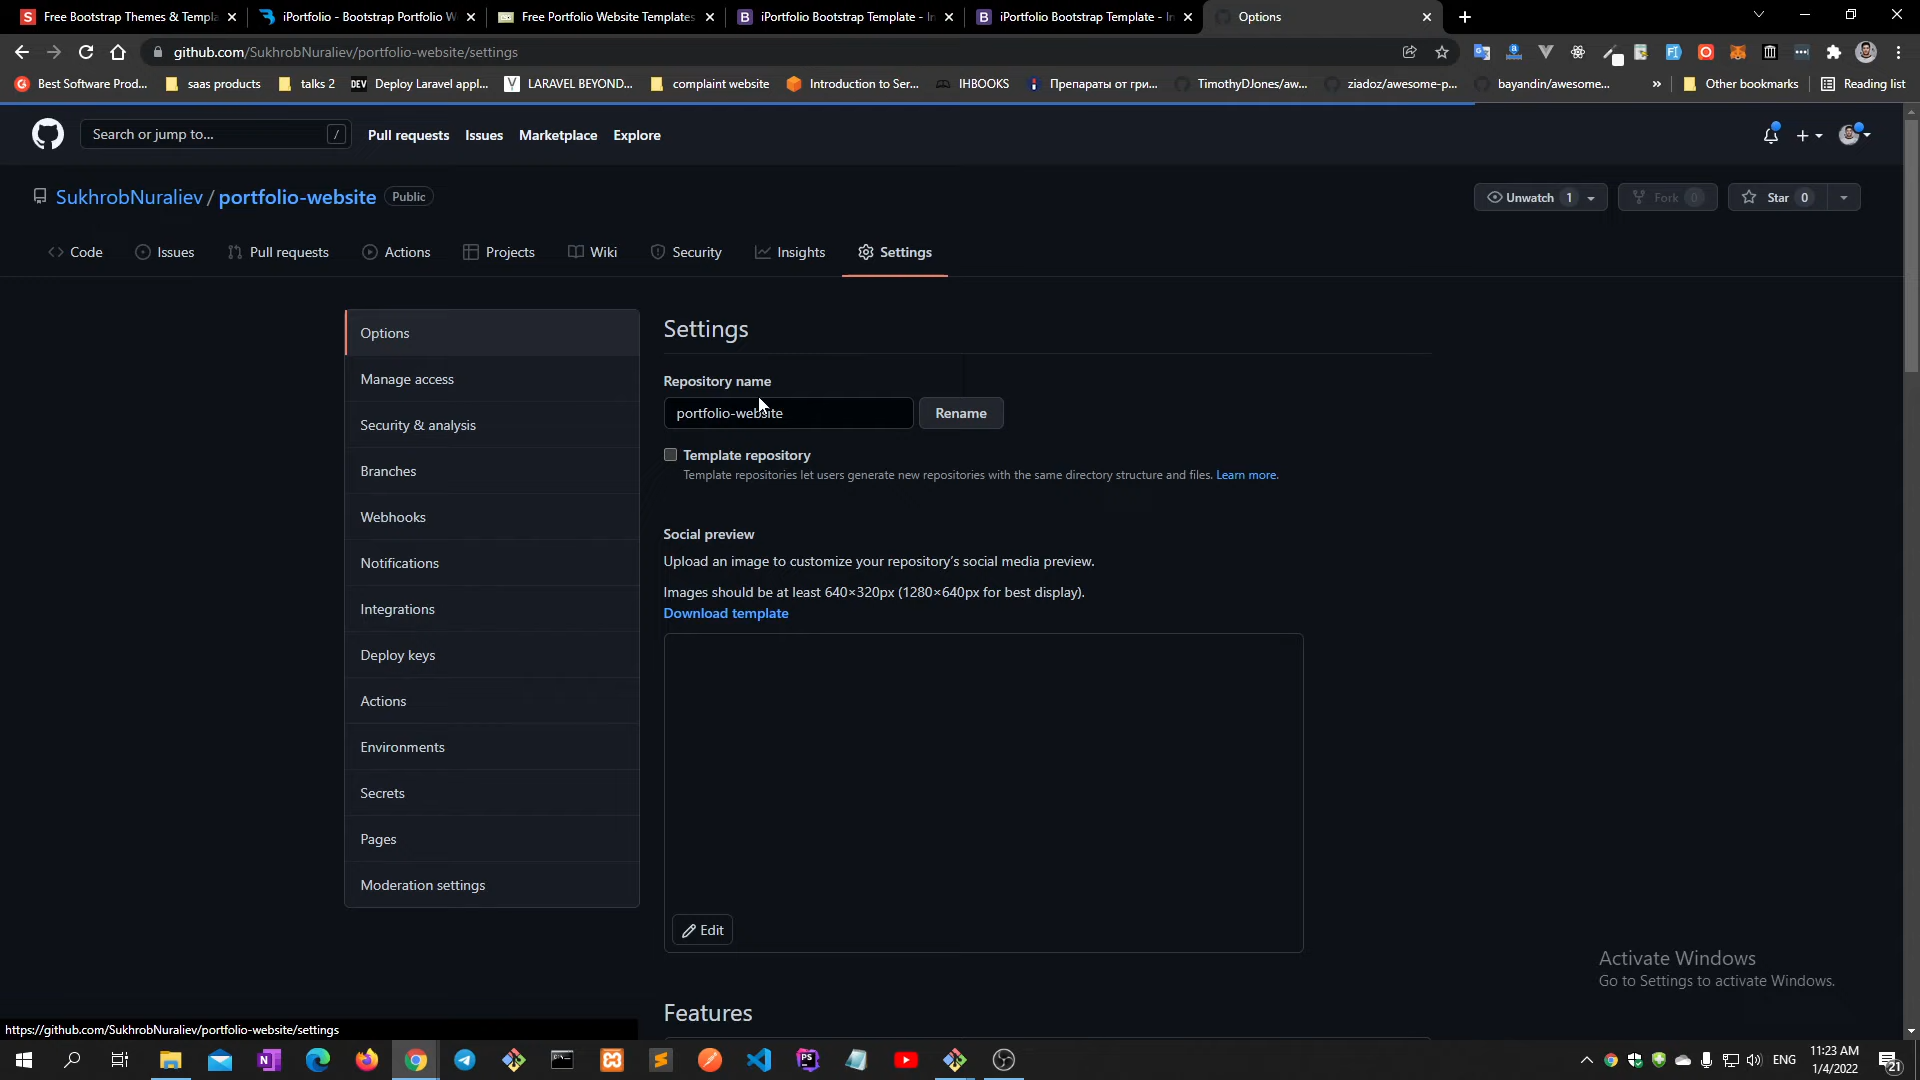 Free Bootstrap Themes & Templa
iPortfolio - Bootstrap Portfolio W
Free Portfolio Website Templates
iPortfolio Bootstrap Template - In
iPortfolio Bootstrap Template - In
Options
github.com/SukhrobNuraliev/portfolio-website/settings
Best Software Prod...
saas products
talks 2
DEV Deploy Laravel appl...
LARAVEL BEYOND...
complaint website
Introduction to Ser...
IHBOOKS
Препараты от гри...
TimothyDJones/aw...
ziadoz/awesome-p...
bayandin/awesome...
»
Other bookmarks
Reading list
Search or jump to... /
Pull requests
Issues
Marketplace
Explore
SukhrobNuraliev / portfolio-website Public
Unwatch 1
Fork 0
Star 0
Code
Issues
Pull requests
Actions
Projects
Wiki
Security
Insights
Settings
Options
Manage access
Security & analysis
Branches
Webhooks
Notifications
Integrations
Deploy keys
Actions
Environments
Secrets
Pages
Moderation settings
Settings
Repository name
portfolio-website
Rename
Template repository
Template repositories let users generate new repositories with the same directory structure and files. Learn more.
Social preview
Upload an image to customize your repository’s social media preview.
Images should be at least 640×320px (1280×640px for best display).
Download template
Edit
Features
Activate Windows
Go to Settings to activate Windows.
https://github.com/SukhrobNuraliev/portfolio-website/settings
ENG
11:23 AM
1/4/2022
21